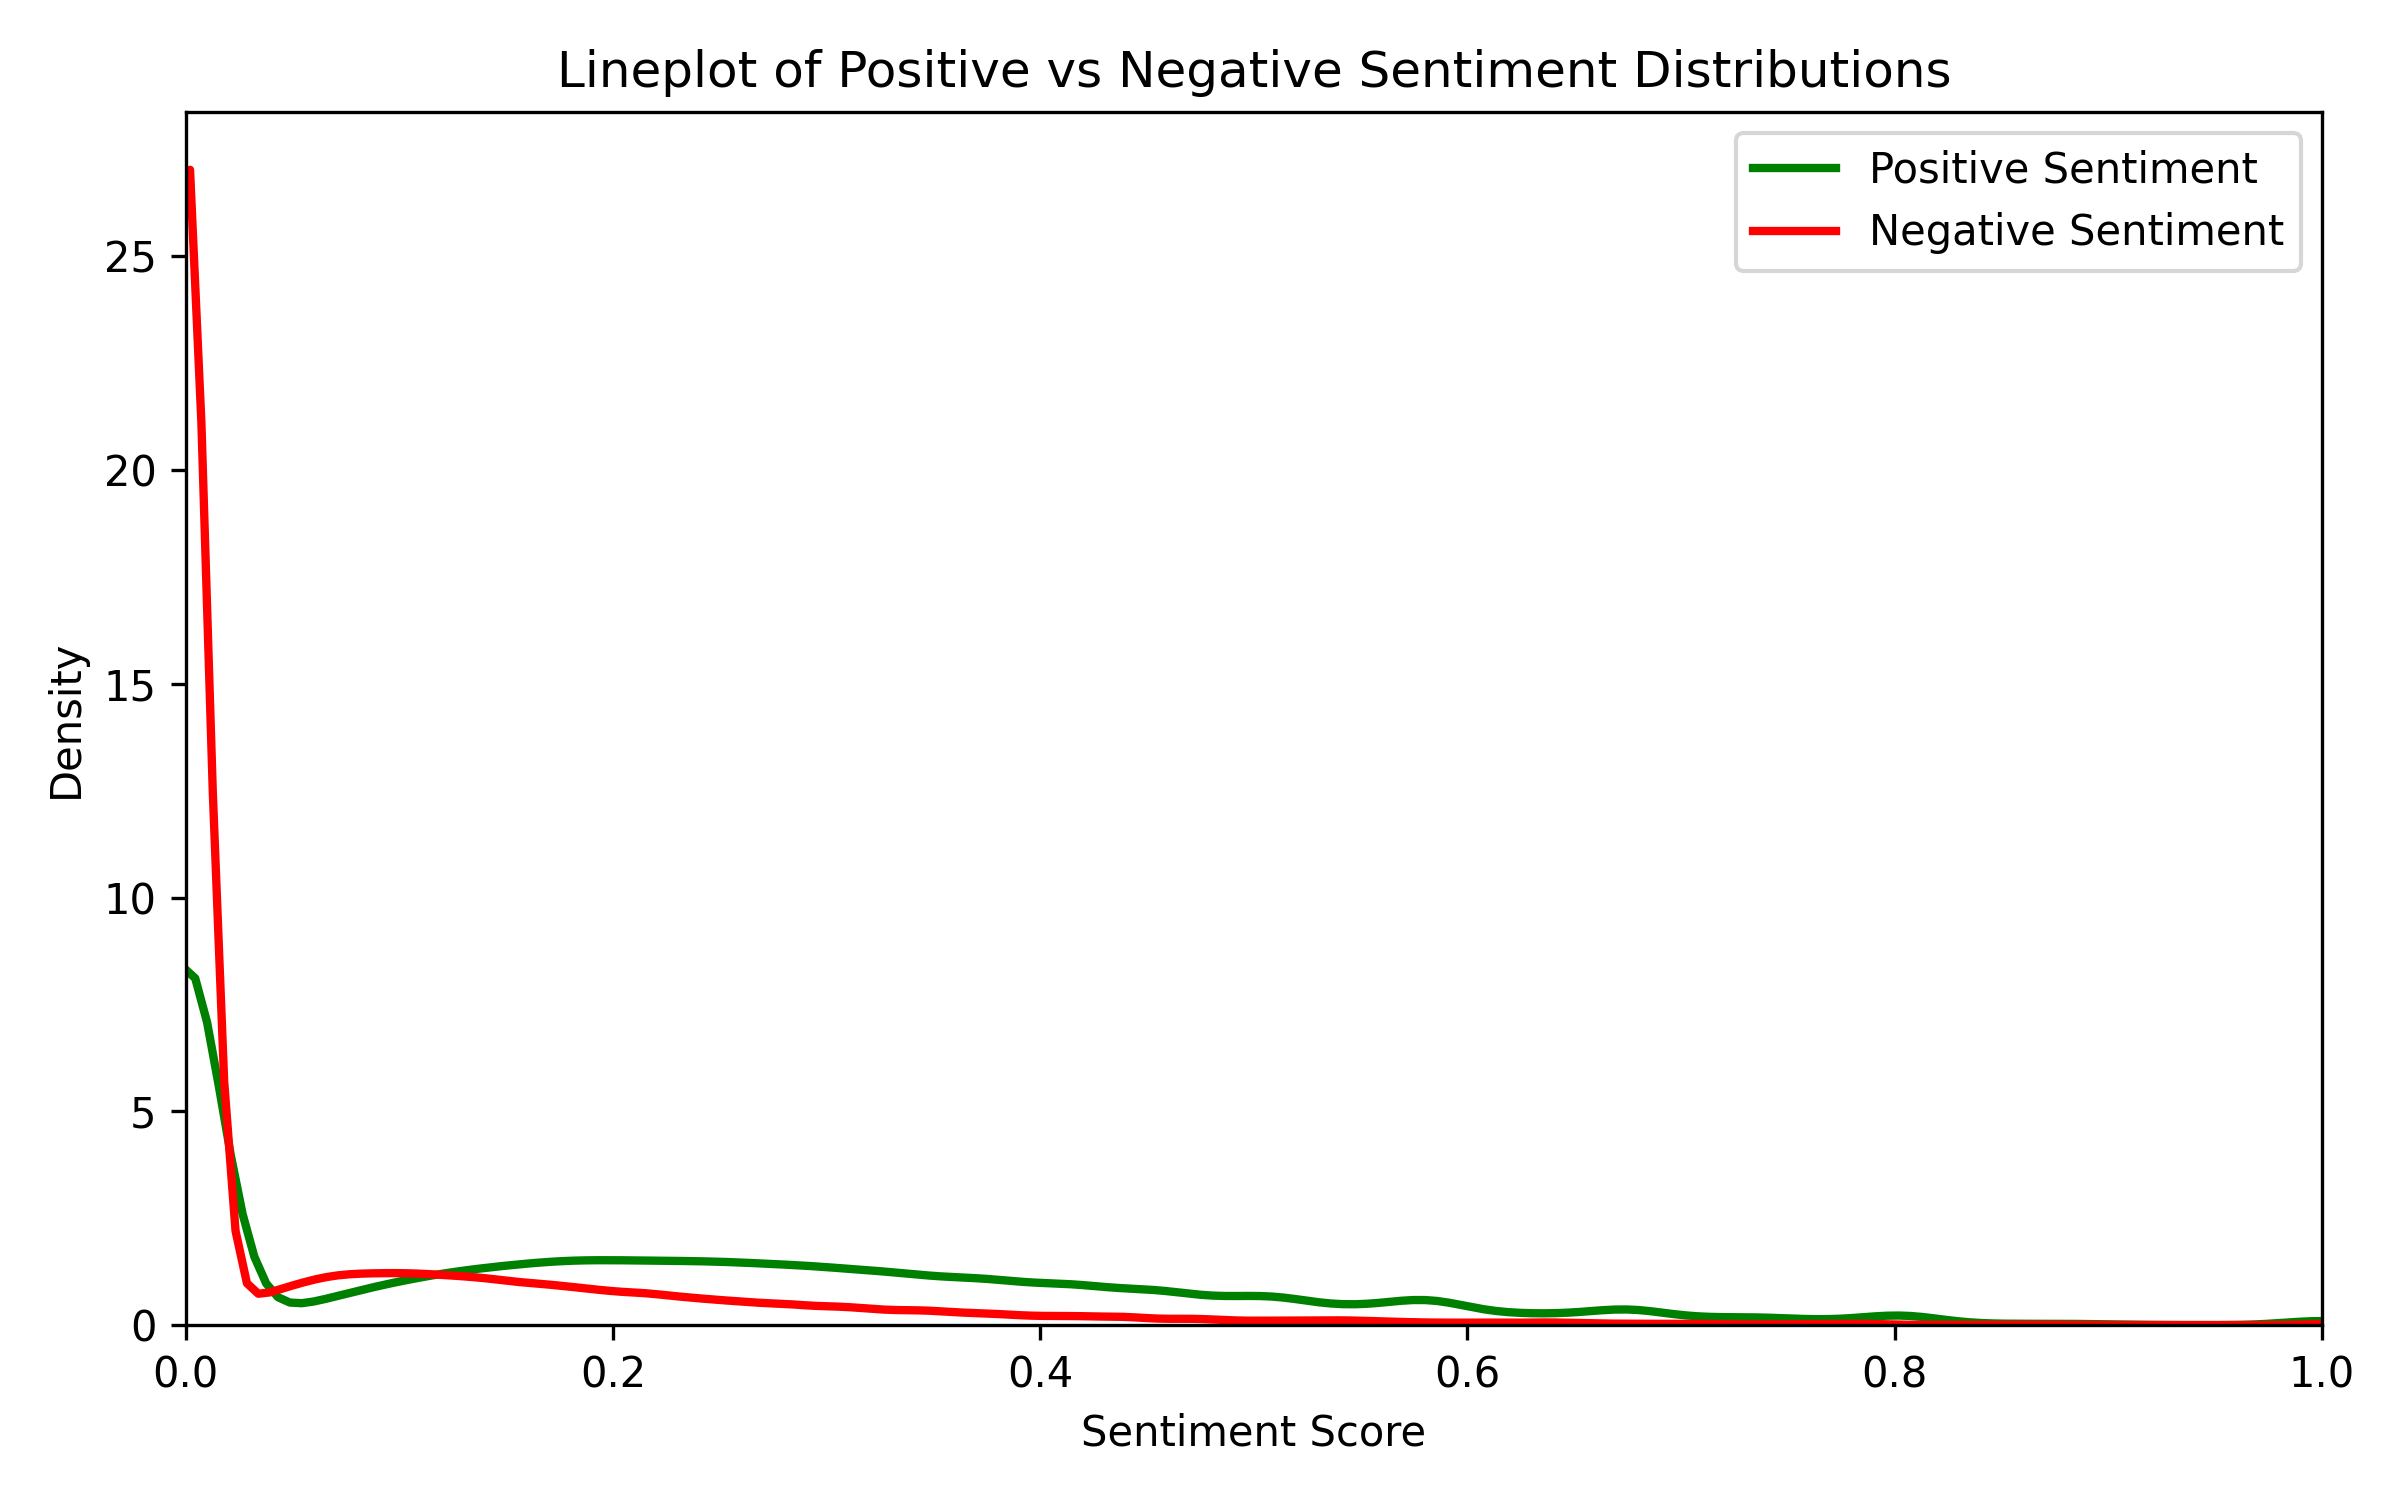 Lineplot of Positive vs Negative Sentiment Distributions
Positive Sentiment
Negative Sentiment
Density
25
20
15
10
5
0
0.0 0.2 0.4 0.6 0.8 1.0
Sentiment Score